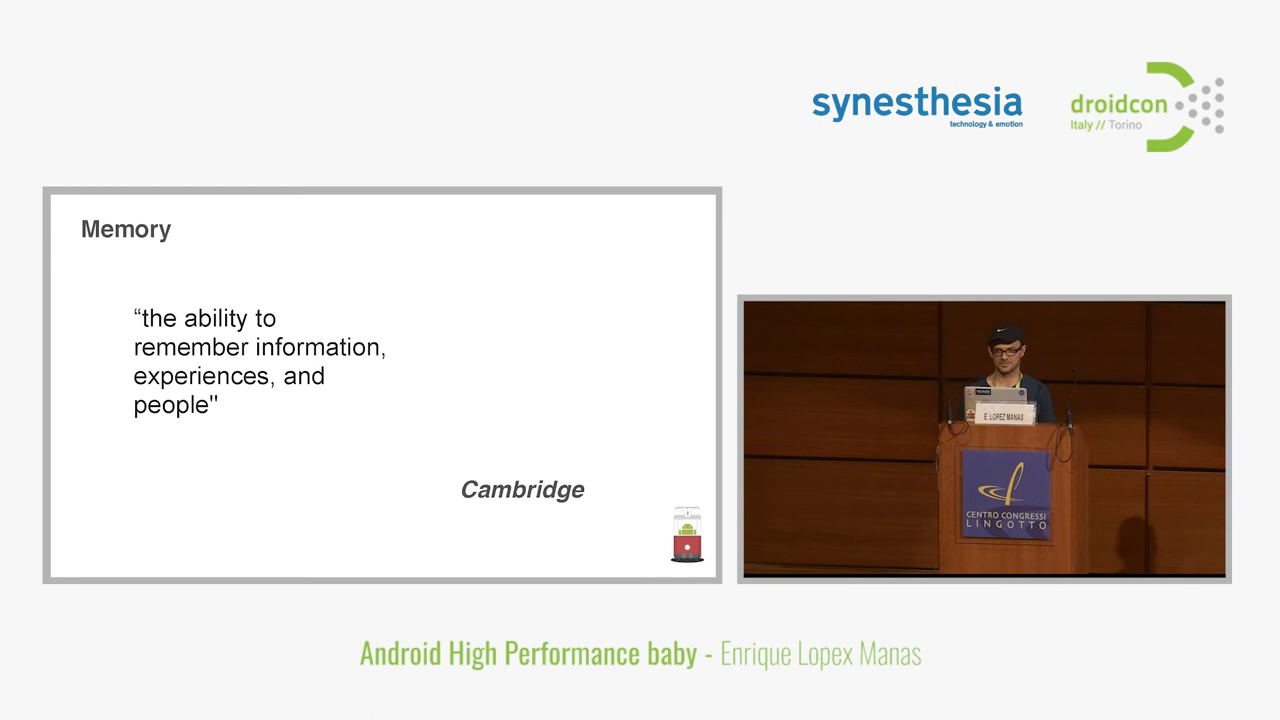 synesthesia
technology & emotion
droidcon
Italy // Torino
Memory
“the ability to
remember information,
experiences, and
people"
Cambridge
E. LOPEZ MANAS
CENTRO CONGRESSI
LINGOTTO
Android High Performance baby - Enrique Lopex Manas